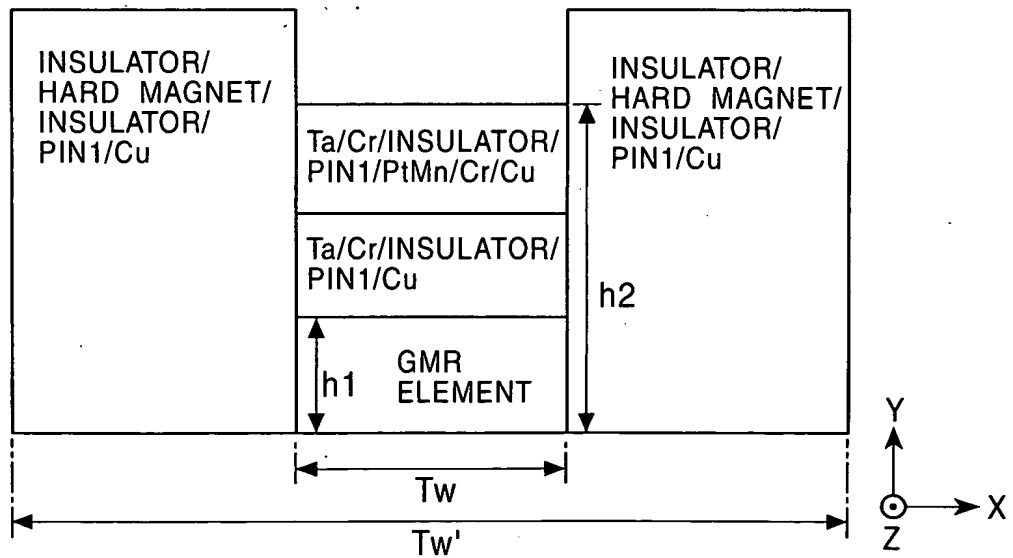 INSULATOR/
HARD MAGNET/
INSULATOR/
PIN1/Cu
Ta/Cr/INSULATOR/
PIN1/PtMn/Cr/Cu
Ta/Cr/INSULATOR/
PIN1/Cu
h1
GMR
ELEMENT
h2
INSULATOR/
HARD MAGNET/
INSULATOR/
PIN1/Cu
Tw
Tw'
Y
X
Z